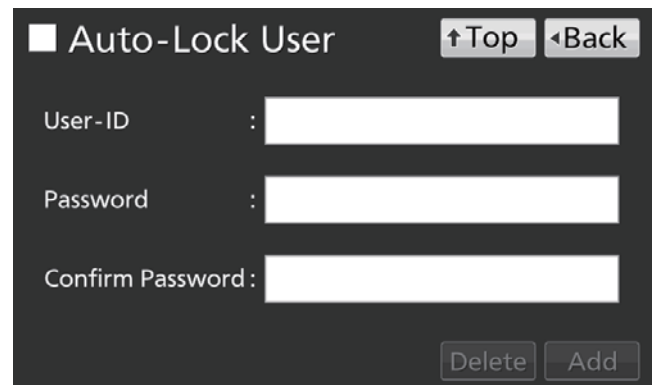 Auto-Lock User ↑Top ◂Back
User-ID :
Password :
Confirm Password :
Delete Add